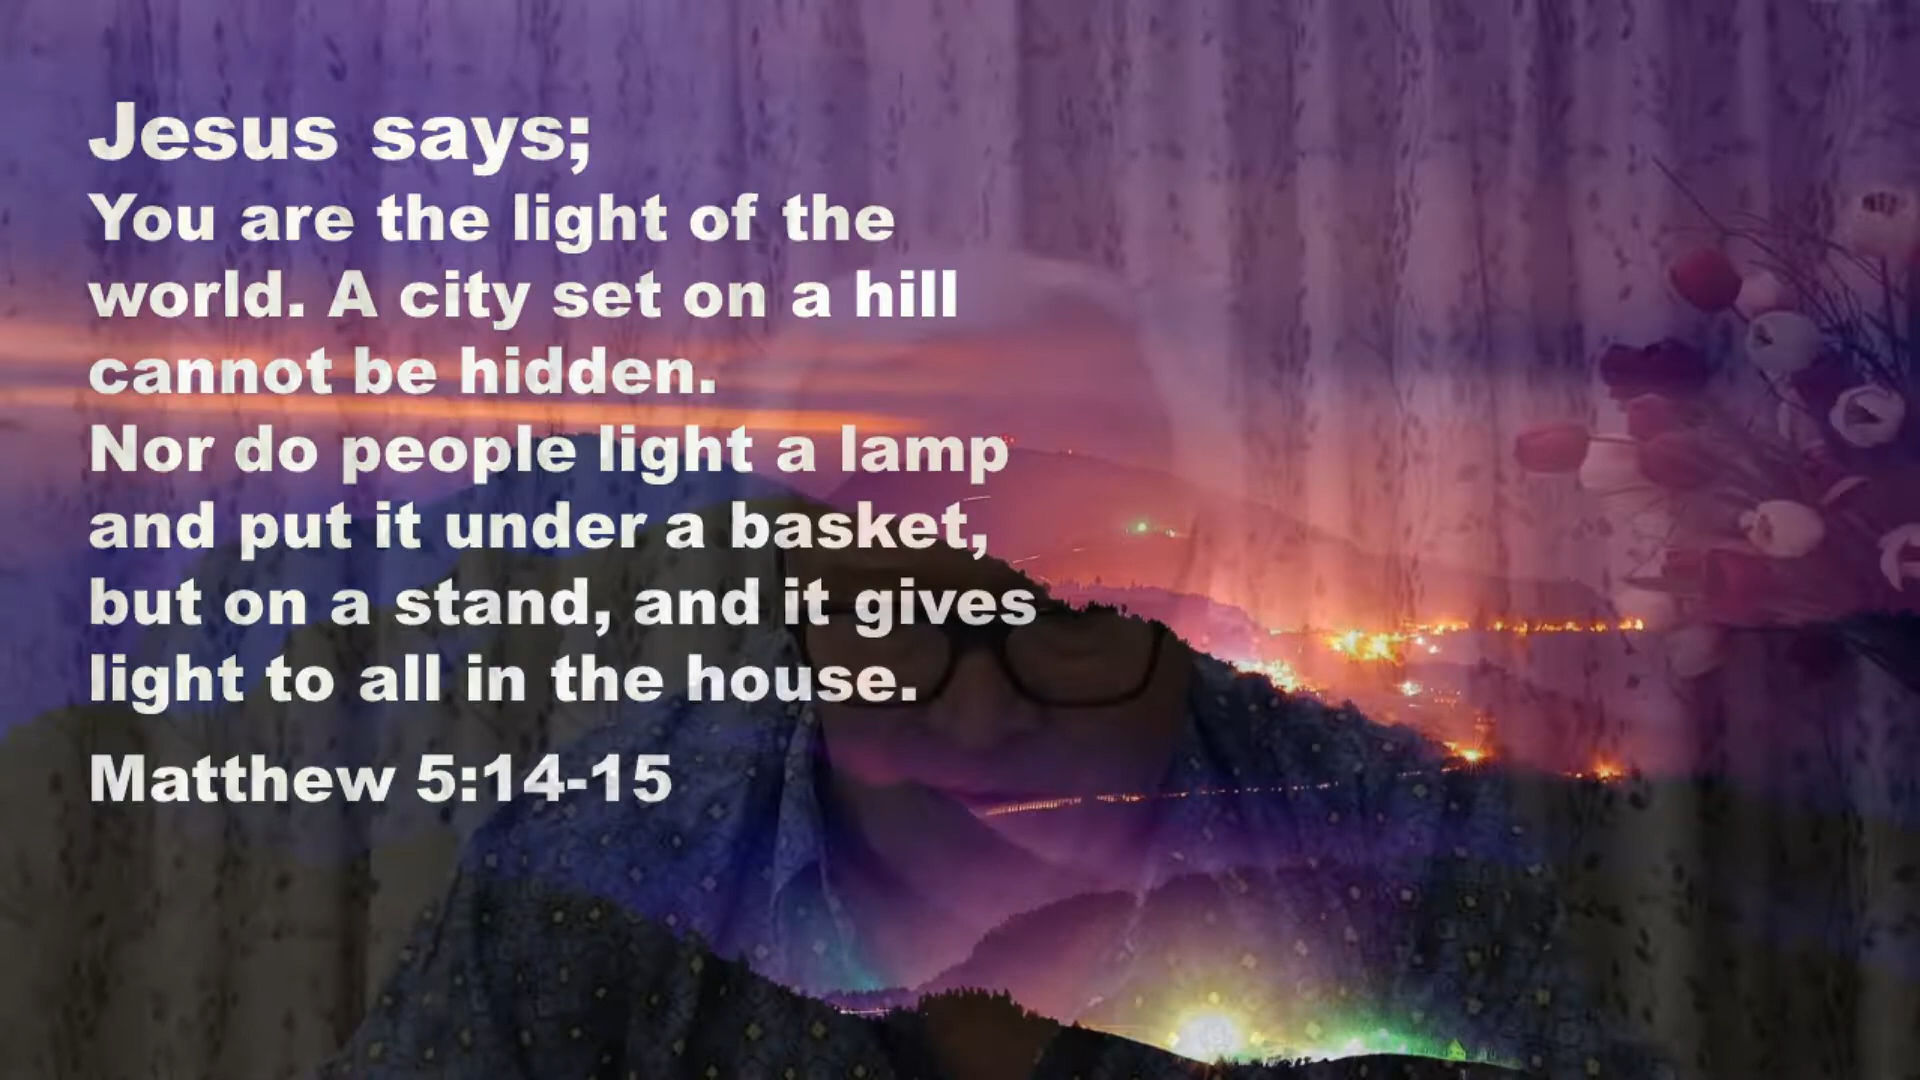 Jesus says;
You are the light of the
world. A city set on a hill
cannot be hidden.
Nor do people light a lamp
and put it under a basket,
but on a stand, and it gives
light to all in the house.
Matthew 5:14-15